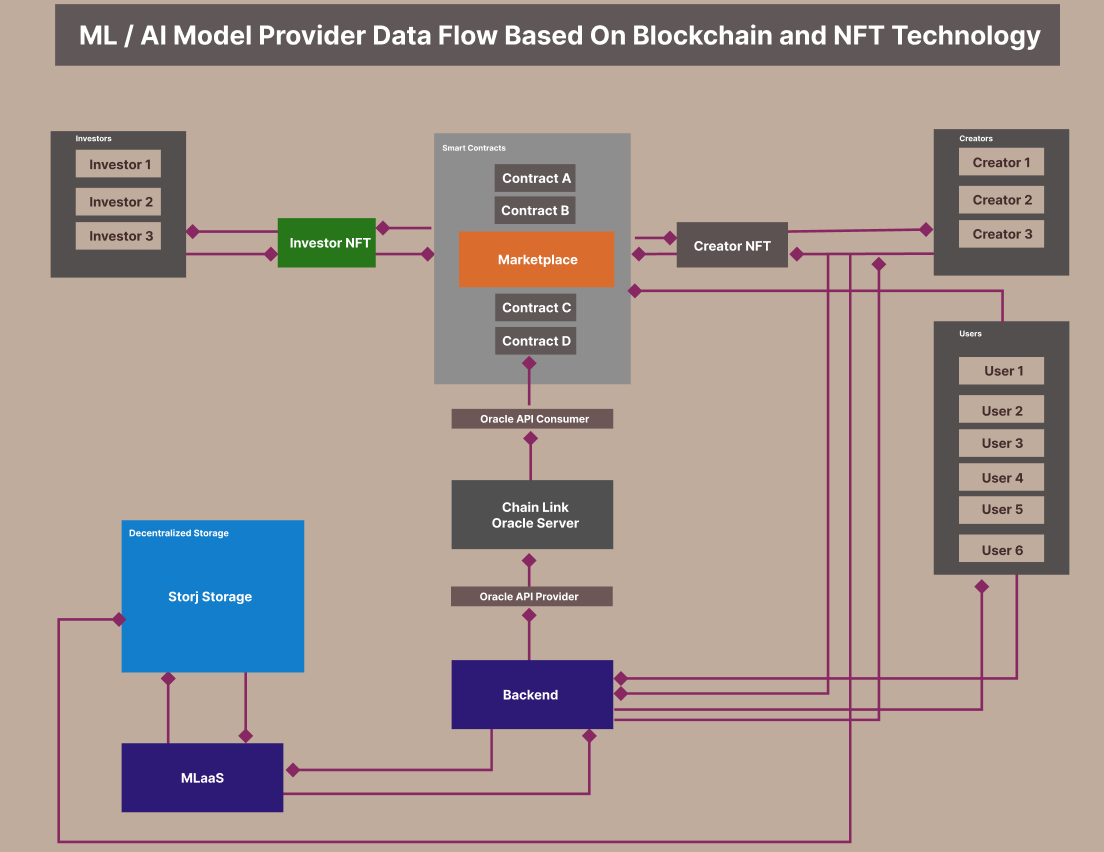 ML / AI Model Provider Data Flow Based On Blockchain and NFT Technology
Investors
Investor 1
Investor 2
Investor 3
Investor NFT
Smart Contracts
Contract A
Contract B
Marketplace
Contract C
Contract D
Creator NFT
Creators
Creator 1
Creator 2
Creator 3
Users
User 1
User 2
User 3
User 4
User 5
User 6
Oracle API Consumer
Chain Link
Oracle Server
Oracle API Provider
Backend
Decentralized Storage
Storj Storage
MLaaS